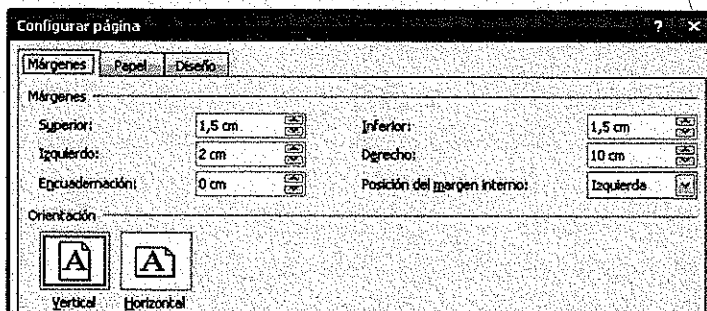 Configurar página ? ×
Márgenes Papel Diseño
Márgenes
Superior: 1,5 cm Inferior: 1,5 cm
Izquierdo: 2 cm Derecho: 10 cm
Encuadernación: 0 cm Posición del margen interno: Izquierda
Orientación
A A
Vertical Horizontal